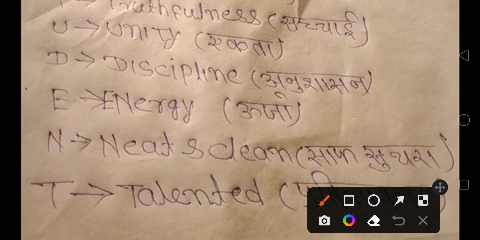 T → Truthfulness (सच्चाई)
U → Unity (एकता)
D → Discipline (अनुशासन)
E → ENergy (ऊर्जा)
N → Neat & clean (साफ सुथरा)
T → Talented (